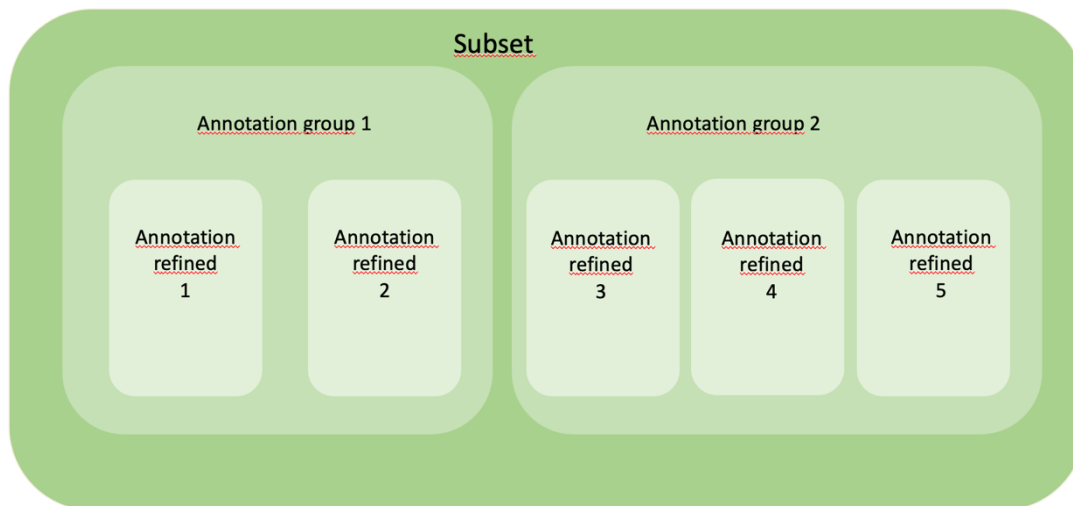 Subset
Annotation group 1
Annotation group 2
Annotation
refined
1
Annotation
refined
2
Annotation
refined
3
Annotation
refined
4
Annotation
refined
5